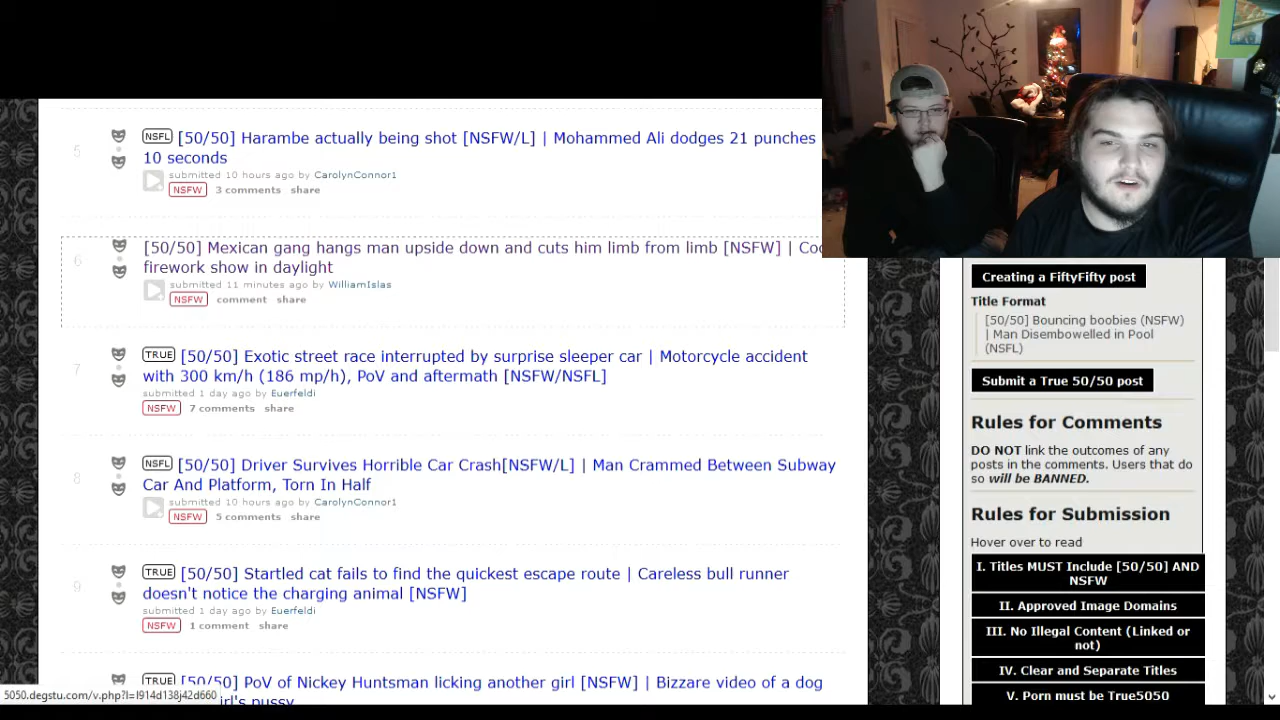 5
NSFL [50/50] Harambe actually being shot [NSFW/L] | Mohammed Ali dodges 21 punches
10 seconds
submitted 10 hours ago by CarolynConnor1
NSFW 3 comments share
6
[50/50] Mexican gang hangs man upside down and cuts him limb from limb [NSFW] |
firework show in daylight
submitted 11 minutes ago by WilliamIslas
NSFW comment share
7
TRUE [50/50] Exotic street race interrupted by surprise sleeper car | Motorcycle accident
with 300 km/h (186 mp/h), PoV and aftermath [NSFW/NSFL]
submitted 1 day ago by Euerfeldi
NSFW 7 comments share
8
NSFL [50/50] Driver Survives Horrible Car Crash[NSFW/L] | Man Crammed Between Subway
Car And Platform, Torn In Half
submitted 10 hours ago by CarolynConnor1
NSFW 5 comments share
9
TRUE [50/50] Startled cat fails to find the quickest escape route | Careless bull runner
doesn't notice the charging animal [NSFW]
submitted 1 day ago by Euerfeldi
NSFW 1 comment share
TRUE [50/50] PoV of Nickey Huntsman licking another girl [NSFW] | Bizzare video of a dog
girl's pussy
5050.degstu.com/v.php?l=l914d138j42d660
Creating a FiftyFifty post
Title Format
[50/50] Bouncing boobies (NSFW)
| Man Disembowelled in Pool
(NSFL)
Submit a True 50/50 post
Rules for Comments
DO NOT link the outcomes of any
posts in the comments. Users that do
so will be BANNED.
Rules for Submission
Hover over to read
I. Titles MUST Include [50/50] AND
NSFW
II. Approved Image Domains
III. No Illegal Content (Linked or
not)
IV. Clear and Separate Titles
V. Porn must be True5050